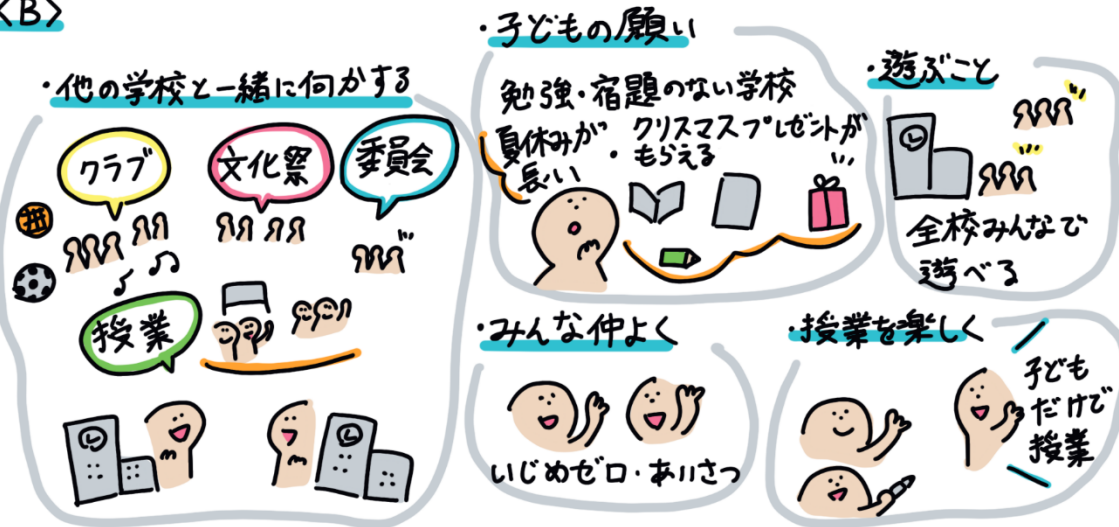 〈B〉
・他の学校と一緒に何かする
クラブ
文化祭
委員会
授業
・子どもの願い
勉強・宿題のない学校
夏休みが長い
・クリスマスプレゼントがもらえる
・遊ぶこと
全校みんなで
遊べる
・みんな仲よく
いじめゼロ・あいさつ
・授業を楽しく
子ども
だけで
授業